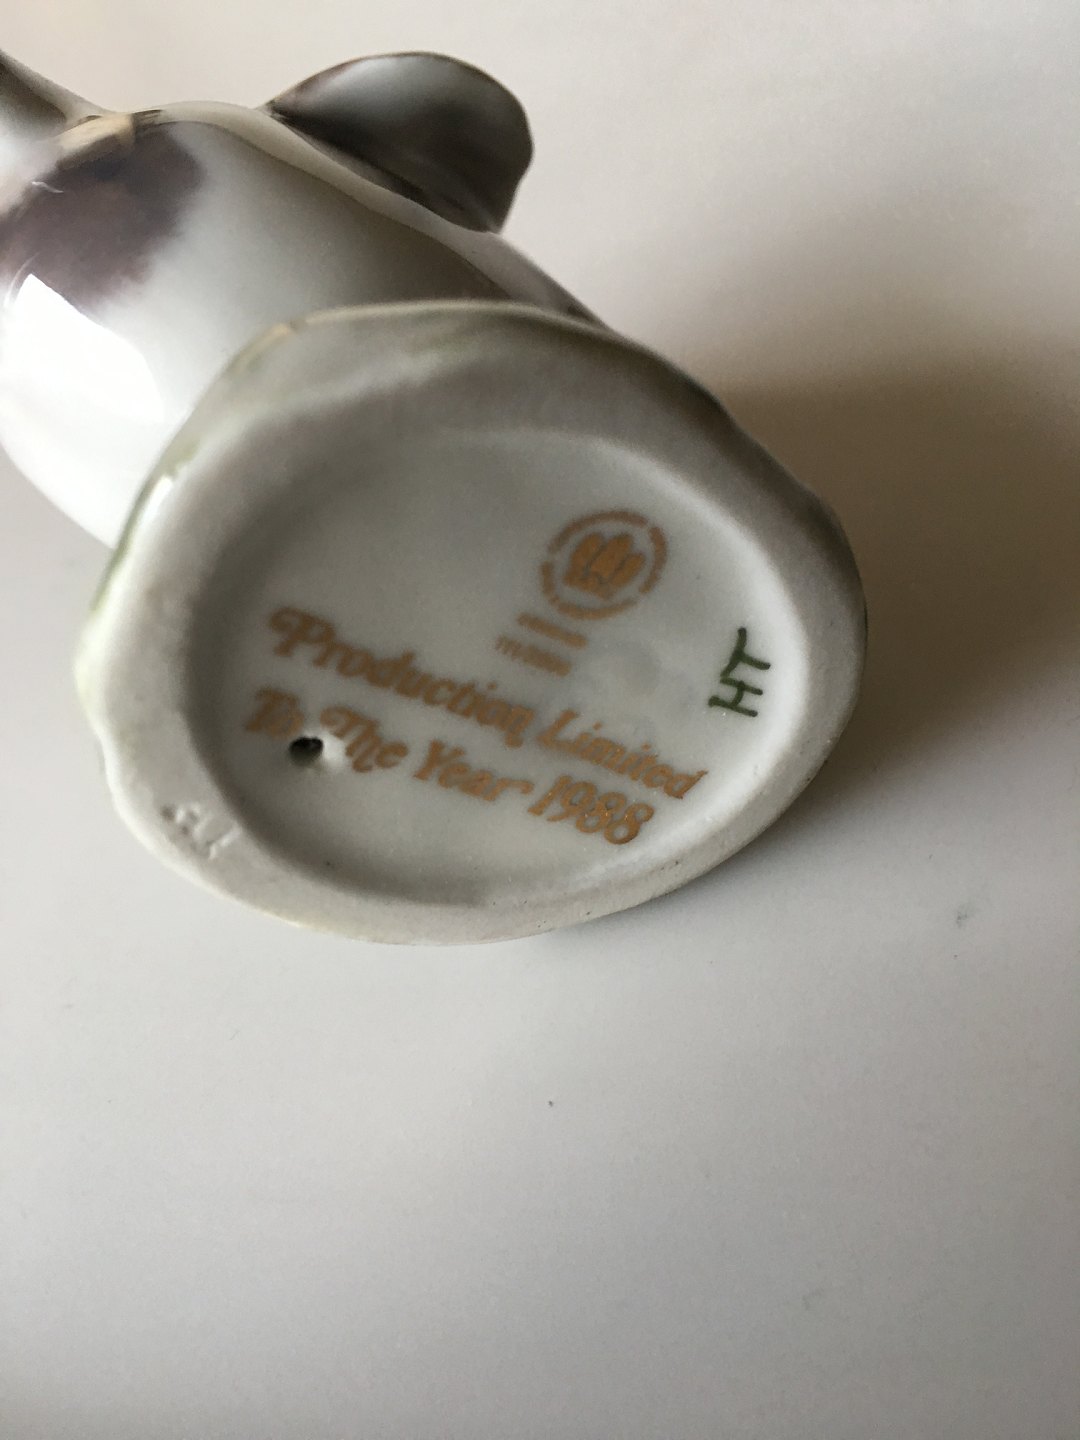 Production Limited
To The Year 1988
HT